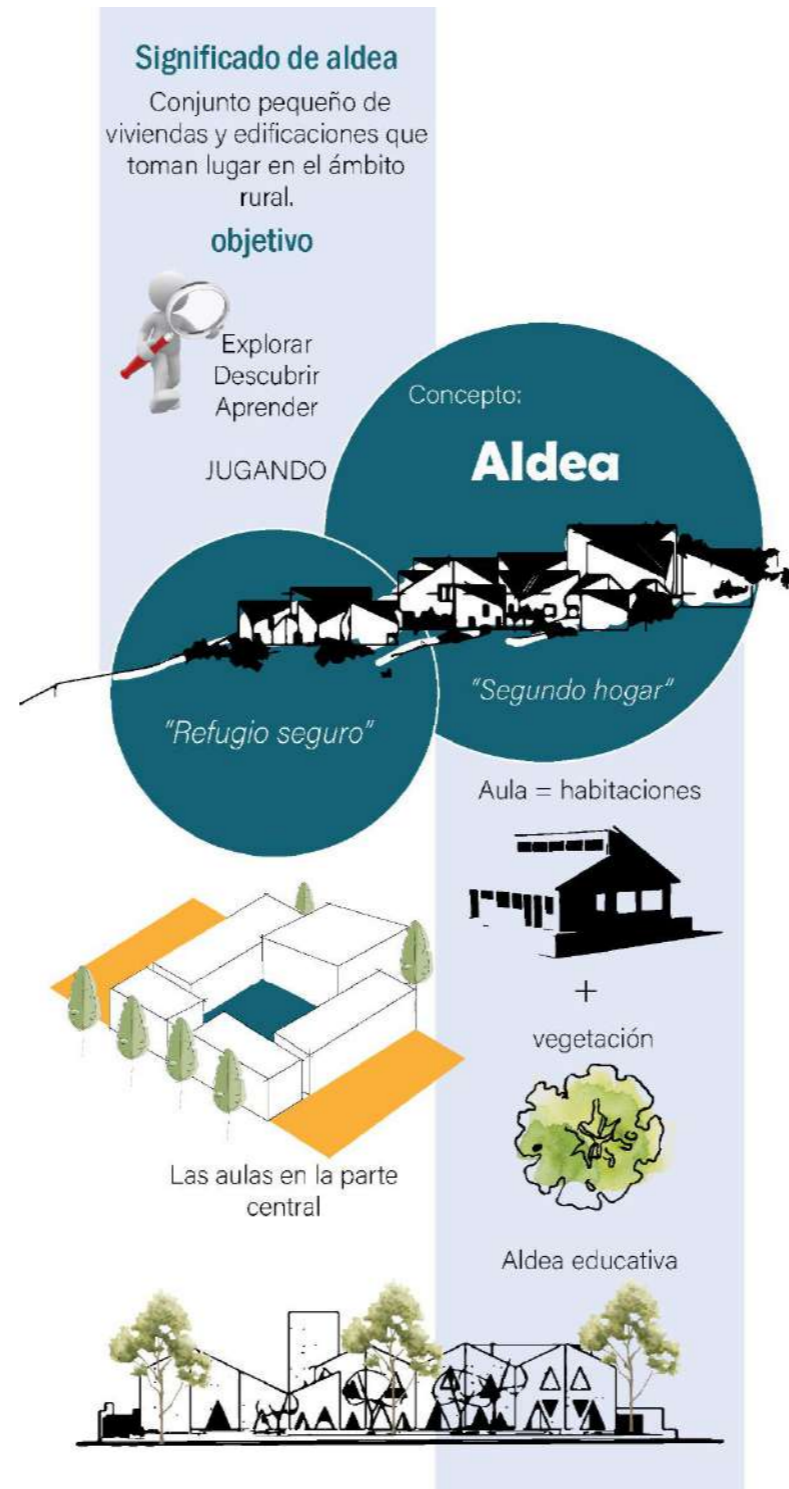 Significado de aldea
Conjunto pequeño de
viviendas y edificaciones que
toman lugar en el ámbito
rural.
objetivo
Explorar
Descubrir
Aprender
JUGANDO
Concepto:
Aldea
"Segundo hogar"
"Refugio seguro"
Aula = habitaciones
+
vegetación
Las aulas en la parte
central
Aldea educativa